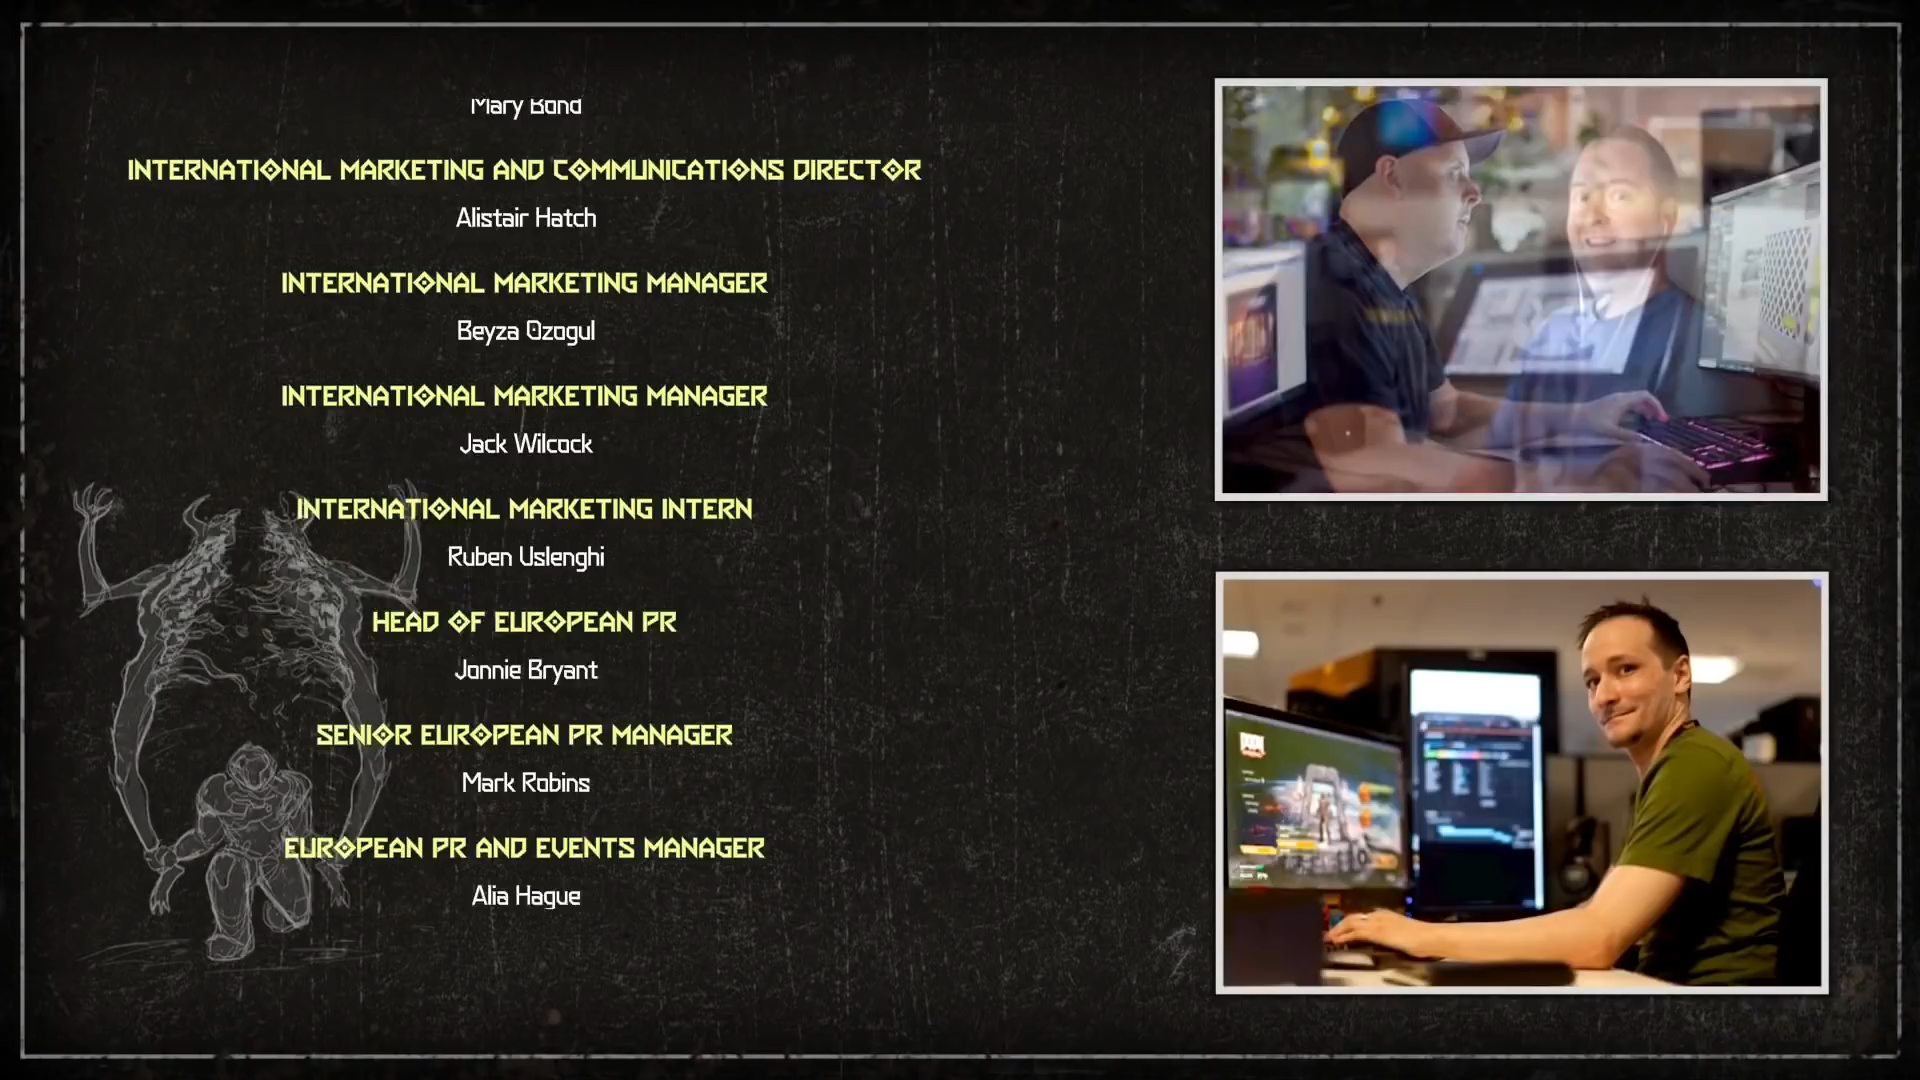 Mary Bond
INTERNATIONAL MARKETING AND COMMUNICATIONS DIRECTOR
Alistair Hatch
INTERNATIONAL MARKETING MANAGER
Beyza Ozogul
INTERNATIONAL MARKETING MANAGER
Jack Wilcock
INTERNATIONAL MARKETING INTERN
Ruben Uslenghi
HEAD OF EUROPEAN PR
Jonnie Bryant
SENIOR EUROPEAN PR MANAGER
Mark Robins
EUROPEAN PR AND EVENTS MANAGER
Alia Hague
DOOM